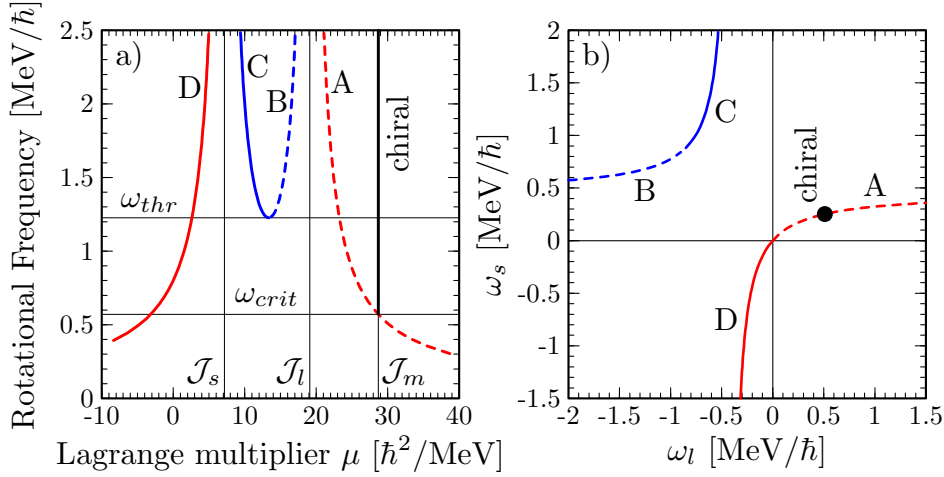 a)
Rotational Frequency [MeV/ħ]
2.5
2
1.5
1
0.5
0
D
C
B
A
chiral
ω_thr
ω_crit
𝒥_s
𝒥_l
𝒥_m
-10
0
10
20
30
40
Lagrange multiplier μ [ħ²/MeV]
b)
ω_s [MeV/ħ]
2
1.5
1
0.5
0
-0.5
-1
-1.5
C
B
chiral
A
D
-2
-1.5
-1
-0.5
0
0.5
1
1.5
ω_l [MeV/ħ]